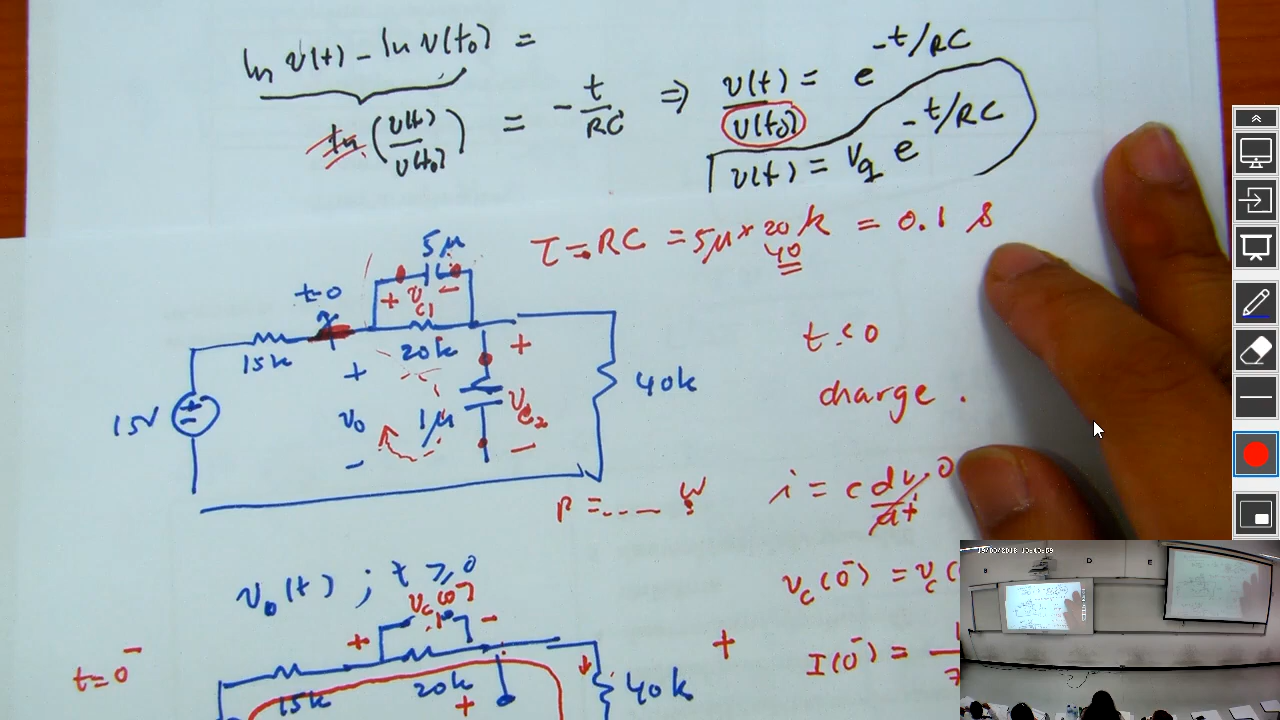 ln v(t) - ln v(t₀) =
ln (v(t)/v(t₀)) = - t/RC ⇒ v(t)/v(t₀) = e^(-t/RC)
v(t) = Vg e^(-t/RC)
τ = RC = 5μ × 20k = 0.1 s
40
5μ
t=0
+ vc1 -
15k
20k
+
+
t<0
15V
v₀
1μ
vc2
40k
charge.
-
-
P = .... W
i = c dv/dt 0
v₀(t) ; t ≥ 0
vc(0⁻) = vc(
+
-
t=0⁻
15k
20k
+
40k
+
I(0⁻) =